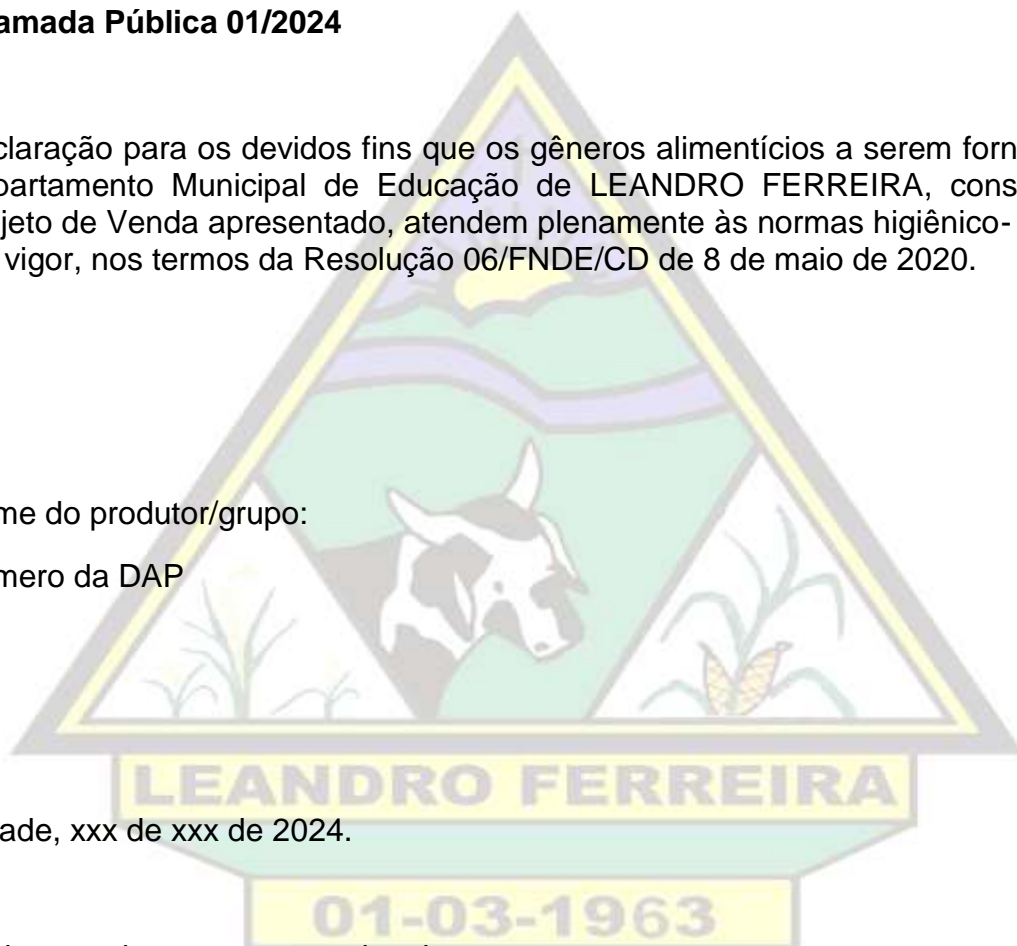 amada Pública 01/2024
claração para os devidos fins que os gêneros alimentícios a serem forn
partamento Municipal de Educação de LEANDRO FERREIRA, cons
jeto de Venda apresentado, atendem plenamente às normas higiênico-
vigor, nos termos da Resolução 06/FNDE/CD de 8 de maio de 2020.
me do produtor/grupo:
mero da DAP
LEANDRO FERREIRA
ade, xxx de xxx de 2024.
01-03-1963